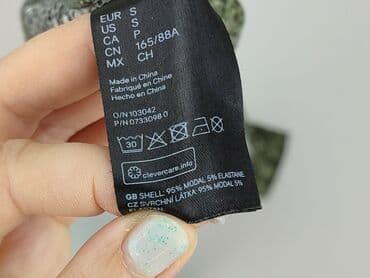 EUR S
US S
CA P
CN 165/88A
MX CH
Made in China
Fabriqué en Chine
Hecho en China
O/N 103042
P/N 0733098 0
30
clevercare.info
GB SHELL: 95% MODAL 5% ELASTANE
CZ SVRCHNÍ LÁTKA: 95% MODAL 5%